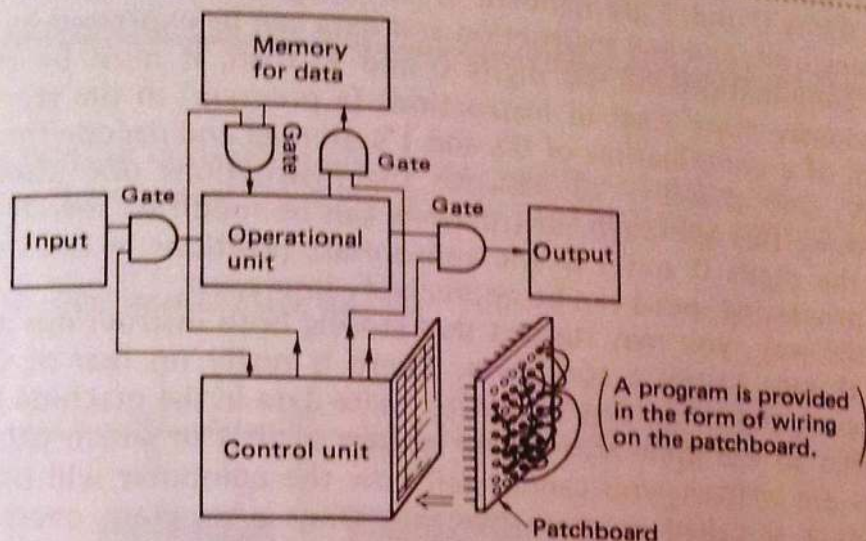 Memory
for data
Gate
Gate
Gate
Gate
Input
Operational
unit
Output
Control unit
A program is provided
in the form of wiring
on the patchboard.
Patchboard